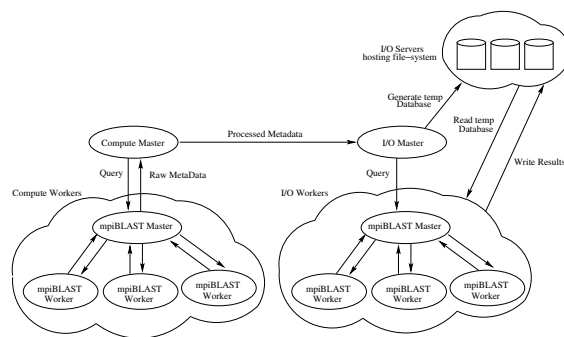 I/O Servers
hosting file-system
Generate temp
Database
Read temp
Database
Write Results
Processed Metadata
Compute Master
I/O Master
Query
Raw MetaData
Query
Compute Workers
I/O Workers
mpiBLAST Master
mpiBLAST Master
mpiBLAST
Worker
mpiBLAST
Worker
mpiBLAST
Worker
mpiBLAST
Worker
mpiBLAST
Worker
mpiBLAST
Worker